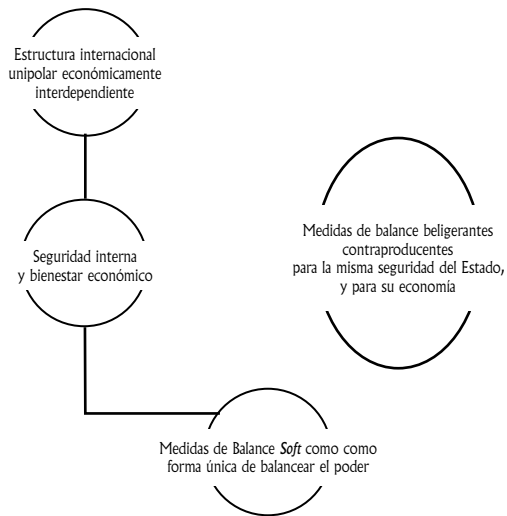 Estructura internacional
unipolar económicamente
interdependiente
Seguridad interna
y bienestar económico
Medidas de balance beligerantes
contraproducentes
para la misma seguridad del Estado,
y para su economía
Medidas de Balance Soft como como
forma única de balancear el poder